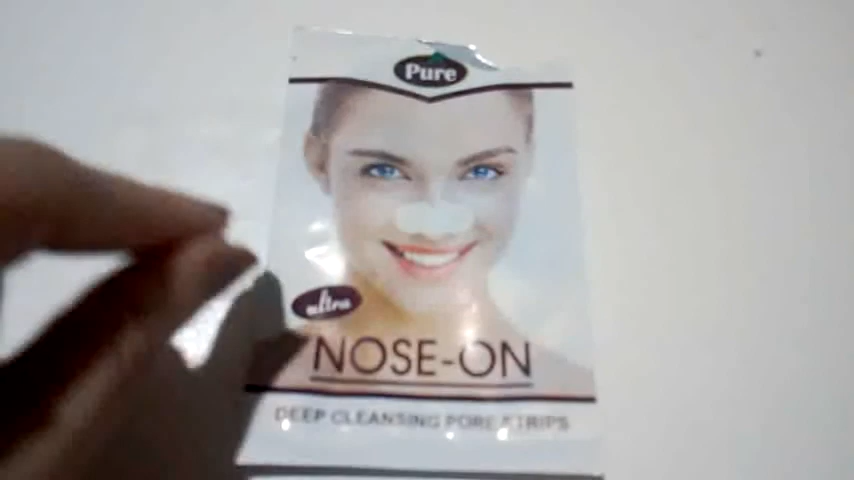 Pure
ultra
NOSE-ON
DEEP CLEANSING PORE STRIPS